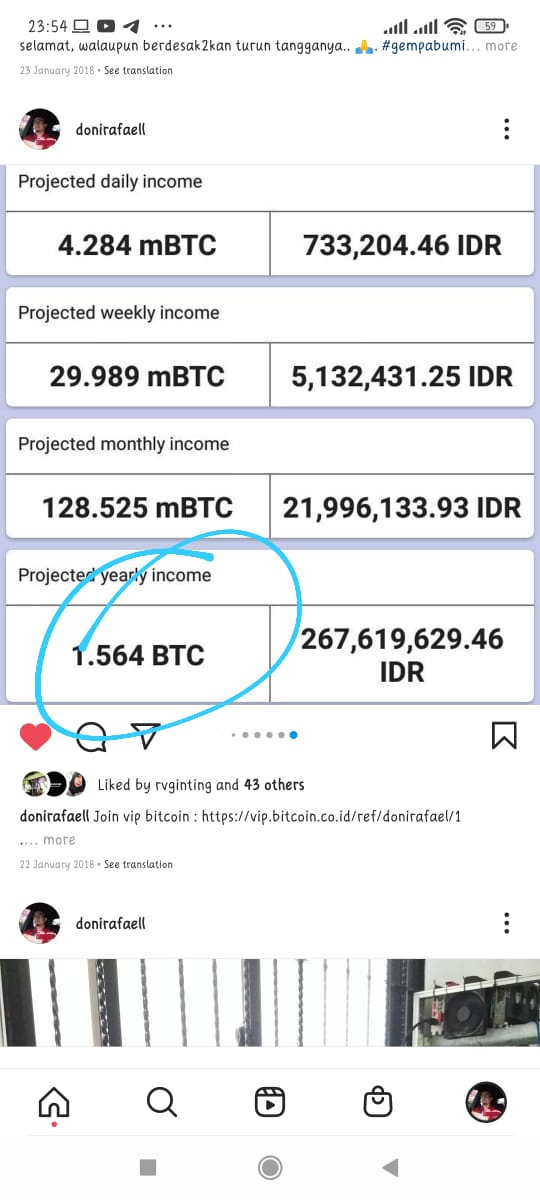 23:54 ... 59
selamat, walaupun berdesak2kan turun tangganya.. 🙏. #gempabumi... more
23 January 2018 • See translation
donirafaell
Projected daily income
4.284 mBTC 733,204.46 IDR
Projected weekly income
29.989 mBTC 5,132,431.25 IDR
Projected monthly income
128.525 mBTC 21,996,133.93 IDR
Projected yearly income
1.564 BTC 267,619,629.46
IDR
Liked by rvginting and 43 others
donirafaell Join vip bitcoin : https://vip.bitcoin.co.id/ref/donirafael/1
.... more
22 January 2018 • See translation
donirafaell